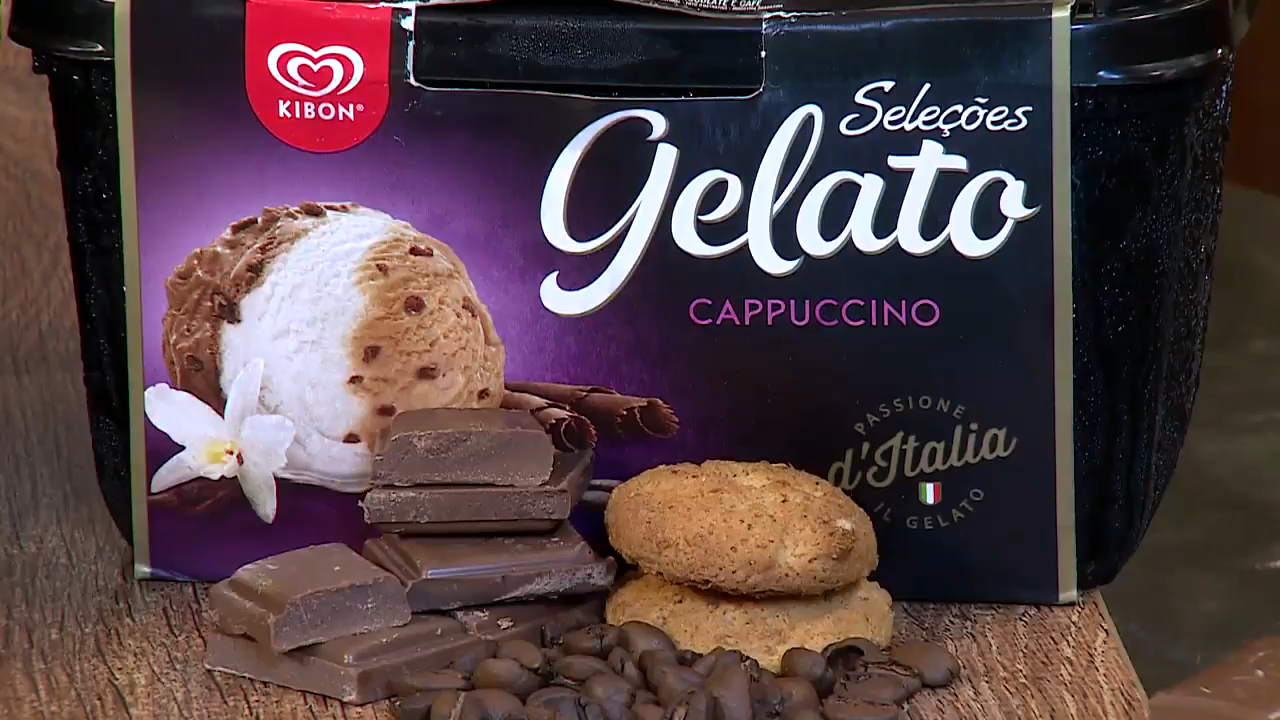 KIBON®
Seleções
Gelato
CAPPUCCINO
PASSIONE
d'Italia
IL GELATO